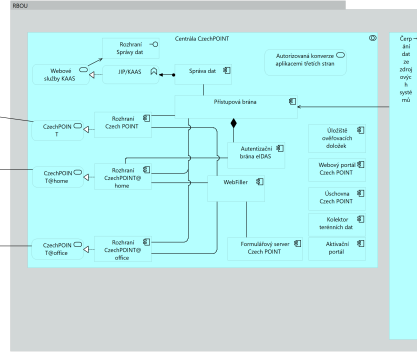 RBOU
Centrála CzechPOINT
Rozhraní
Správy dat
Autorizovaná konverze
aplikacemi třetích stran
Webové
služby KAAS
JIP/KAAS
Správa dat
Přístupová brána
CzechPOIN
T
Rozhraní
Czech POINT
Úložiště
ověřovacích
doložek
Autentizační
brána eIDAS
Webový portál
Czech POINT
CzechPOIN
T@home
Rozhraní
CzechPOINT@
home
WebFiller
Úschovna
Czech POINT
Kolektor
terénních dat
CzechPOIN
T@office
Rozhraní
CzechPOINT@
office
Formulářový server
Czech POINT
Aktivační
portál
Čerp
ání
dat
ze
zdroj
ovýc
h
systé
mů